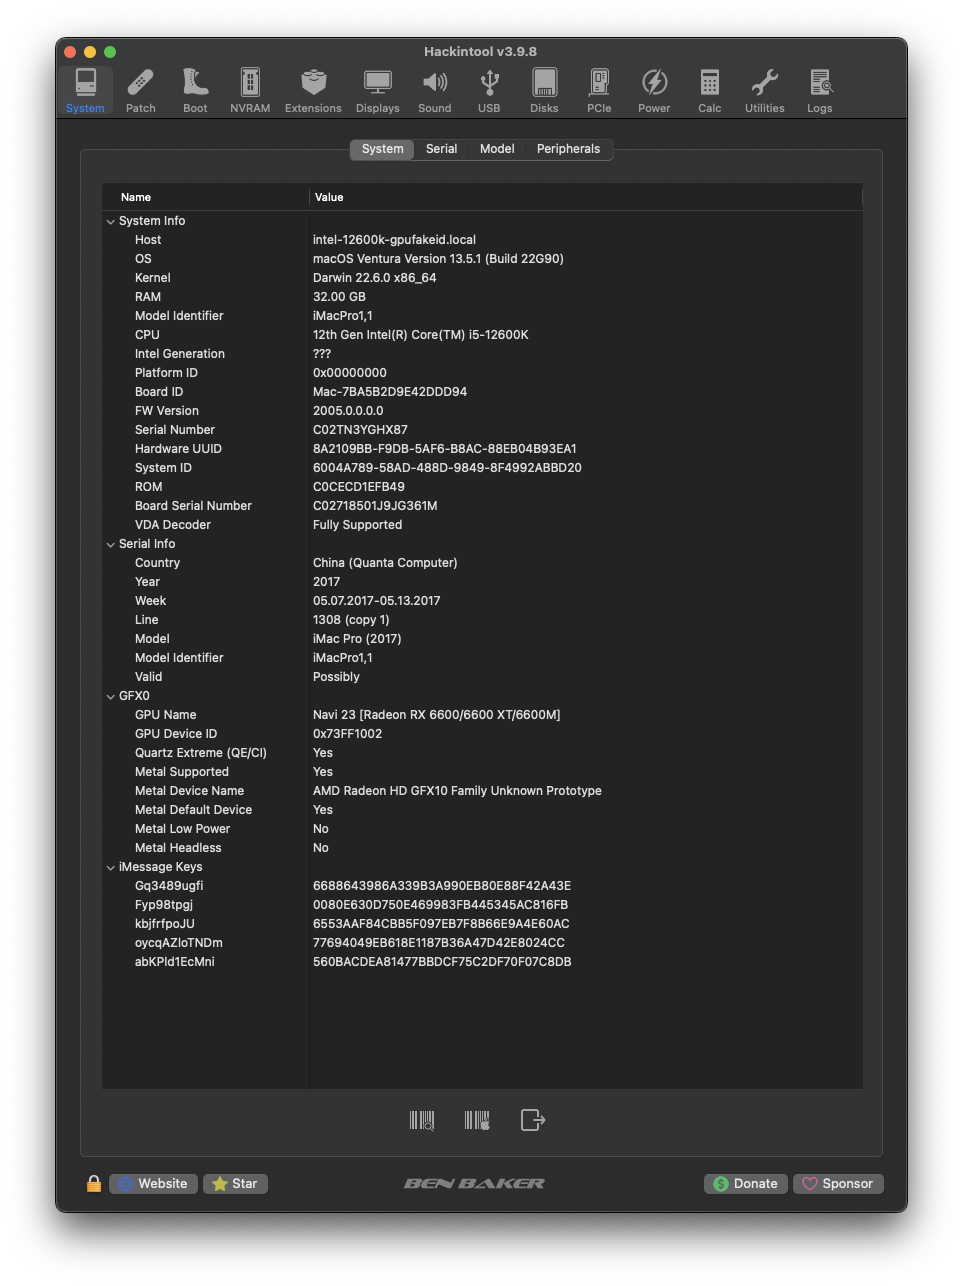 Hackintool v3.9.8
System Patch Boot NVRAM Extensions Displays Sound USB Disks PCIe Power Calc Utilities Logs
System Serial Model Peripherals
Name Value
System Info
Host intel-12600k-gpufakeid.local
OS macOS Ventura Version 13.5.1 (Build 22G90)
Kernel Darwin 22.6.0 x86_64
RAM 32.00 GB
Model Identifier iMacPro1,1
CPU 12th Gen Intel(R) Core(TM) i5-12600K
Intel Generation ???
Platform ID 0x00000000
Board ID Mac-7BA5B2D9E42DDD94
FW Version 2005.0.0.0.0
Serial Number C02TN3YGHX87
Hardware UUID 8A2109BB-F9DB-5AF6-B8AC-88EB04B93EA1
System ID 6004A789-58AD-488D-9849-8F4992ABBD20
ROM C0CECD1EFB49
Board Serial Number C02718501J9JG361M
VDA Decoder Fully Supported
Serial Info
Country China (Quanta Computer)
Year 2017
Week 05.07.2017-05.13.2017
Line 1308 (copy 1)
Model iMac Pro (2017)
Model Identifier iMacPro1,1
Valid Possibly
GFX0
GPU Name Navi 23 [Radeon RX 6600/6600 XT/6600M]
GPU Device ID 0x73FF1002
Quartz Extreme (QE/CI) Yes
Metal Supported Yes
Metal Device Name AMD Radeon HD GFX10 Family Unknown Prototype
Metal Default Device Yes
Metal Low Power No
Metal Headless No
iMessage Keys
Gq3489ugfi 6688643986A339B3A990EB80E88F42A43E
Fyp98tpgj 0080E630D750E469983FB445345AC816FB
kbjfrfpoJU 6553AAF84CBB5F097EB7F8B66E9A4E60AC
oycqAZloTNDm 77694049EB618E1187B36A47D42E8024CC
abKPld1EcMni 560BACDEA81477BBDCF75C2DF70F07C8DB
Website Star BEN BAKER Donate Sponsor